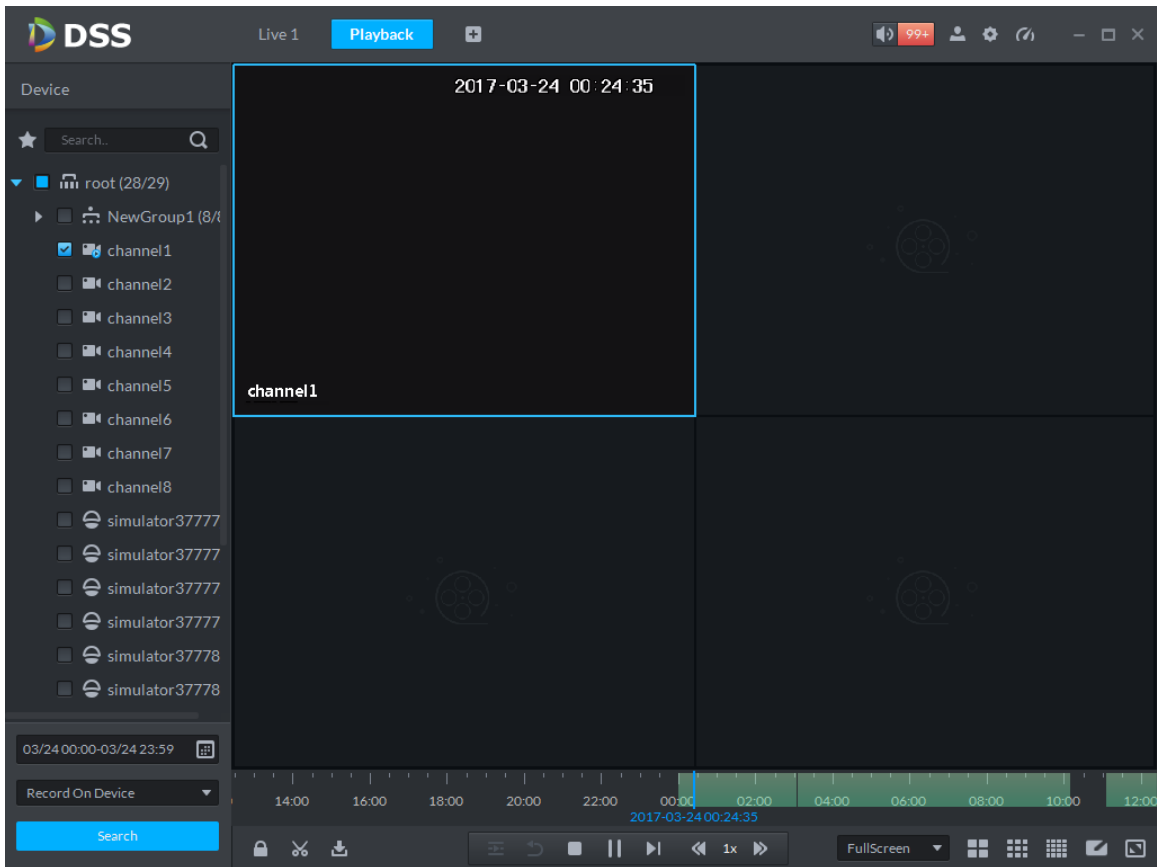 DSS
Live 1
Playback
99+
Device
Search..
root (28/29)
NewGroup1 (8/8
channel1
channel2
channel3
channel4
channel5
channel6
channel7
channel8
simulator37777
simulator37777
simulator37777
simulator37777
simulator37778
simulator37778
03/24 00:00-03/24 23:59
Record On Device
Search
2017-03-24 00:24:35
channel1
14:00 16:00 18:00 20:00 22:00 00:00 02:00 04:00 06:00 08:00 10:00 12:00
2017-03-24 00:24:35
1x
FullScreen